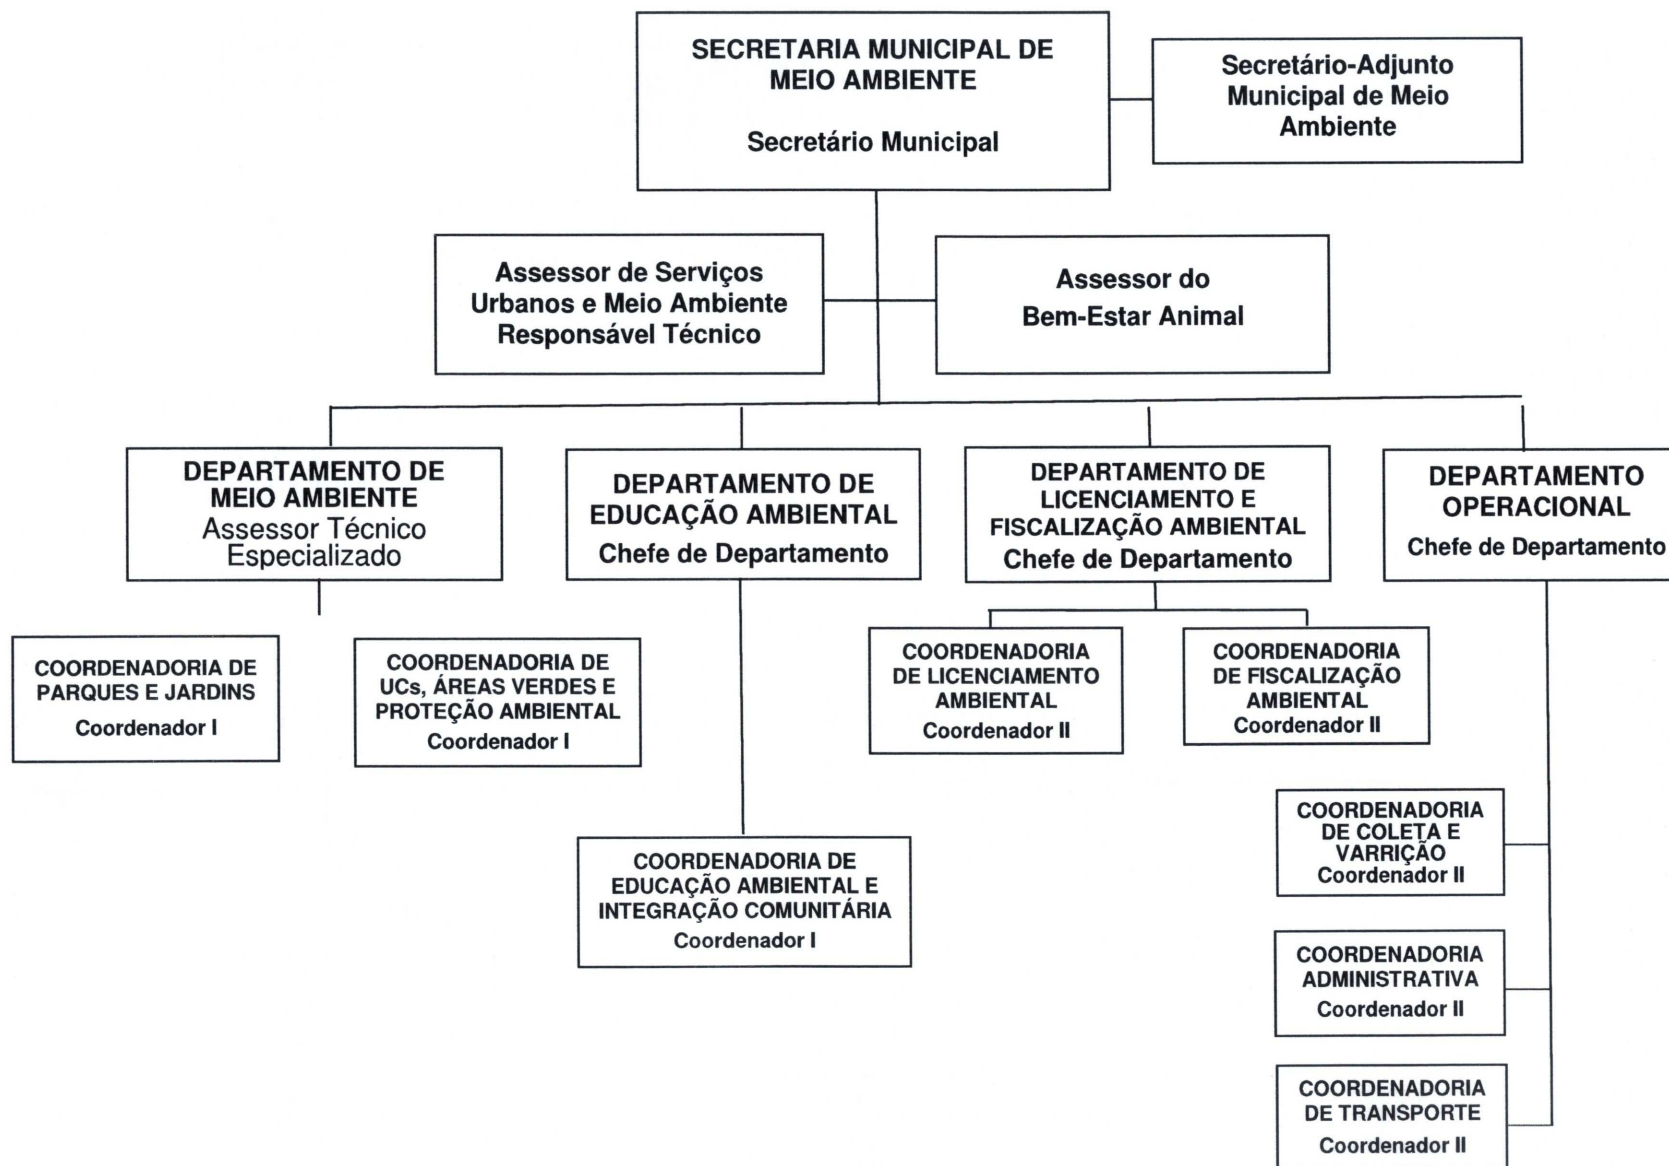 SECRETARIA MUNICIPAL DE
MEIO AMBIENTE
Secretário Municipal
Secretário-Adjunto
Municipal de Meio
Ambiente
Assessor de Serviços
Urbanos e Meio Ambiente
Responsável Técnico
Assessor do
Bem-Estar Animal
DEPARTAMENTO DE
MEIO AMBIENTE
Assessor Técnico
Especializado
DEPARTAMENTO DE
EDUCAÇÃO AMBIENTAL
Chefe de Departamento
DEPARTAMENTO DE
LICENCIAMENTO E
FISCALIZAÇÃO AMBIENTAL
Chefe de Departamento
DEPARTAMENTO
OPERACIONAL
Chefe de Departamento
COORDENADORIA DE
PARQUES E JARDINS
Coordenador I
COORDENADORIA DE
UCs, ÁREAS VERDES E
PROTEÇÃO AMBIENTAL
Coordenador I
COORDENADORIA
DE LICENCIAMENTO
AMBIENTAL
Coordenador II
COORDENADORIA
DE FISCALIZAÇÃO
AMBIENTAL
Coordenador II
COORDENADORIA DE
EDUCAÇÃO AMBIENTAL E
INTEGRAÇÃO COMUNITÁRIA
Coordenador I
COORDENADORIA
DE COLETA E
VARRIÇÃO
Coordenador II
COORDENADORIA
ADMINISTRATIVA
Coordenador II
COORDENADORIA
DE TRANSPORTE
Coordenador II